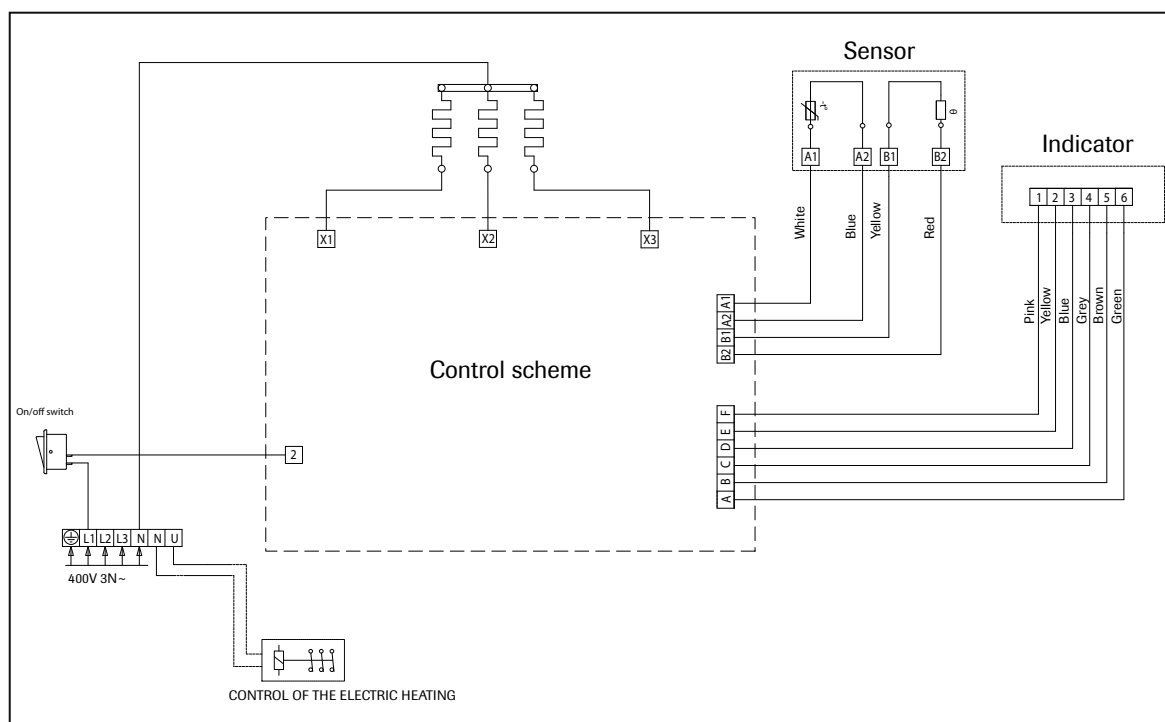 Sensor
A1
A2
B1
B2
White
Blue
Yellow
Red
Indicator
1 2 3 4 5 6
Pink
Yellow
Blue
Grey
Brown
Green
X1
X2
X3
A1
A2
B1
B2
Control scheme
F
E
D
C
B
A
On/off switch
2
L1 L2 L3 N N U
400V 3N~
CONTROL OF THE ELECTRIC HEATING